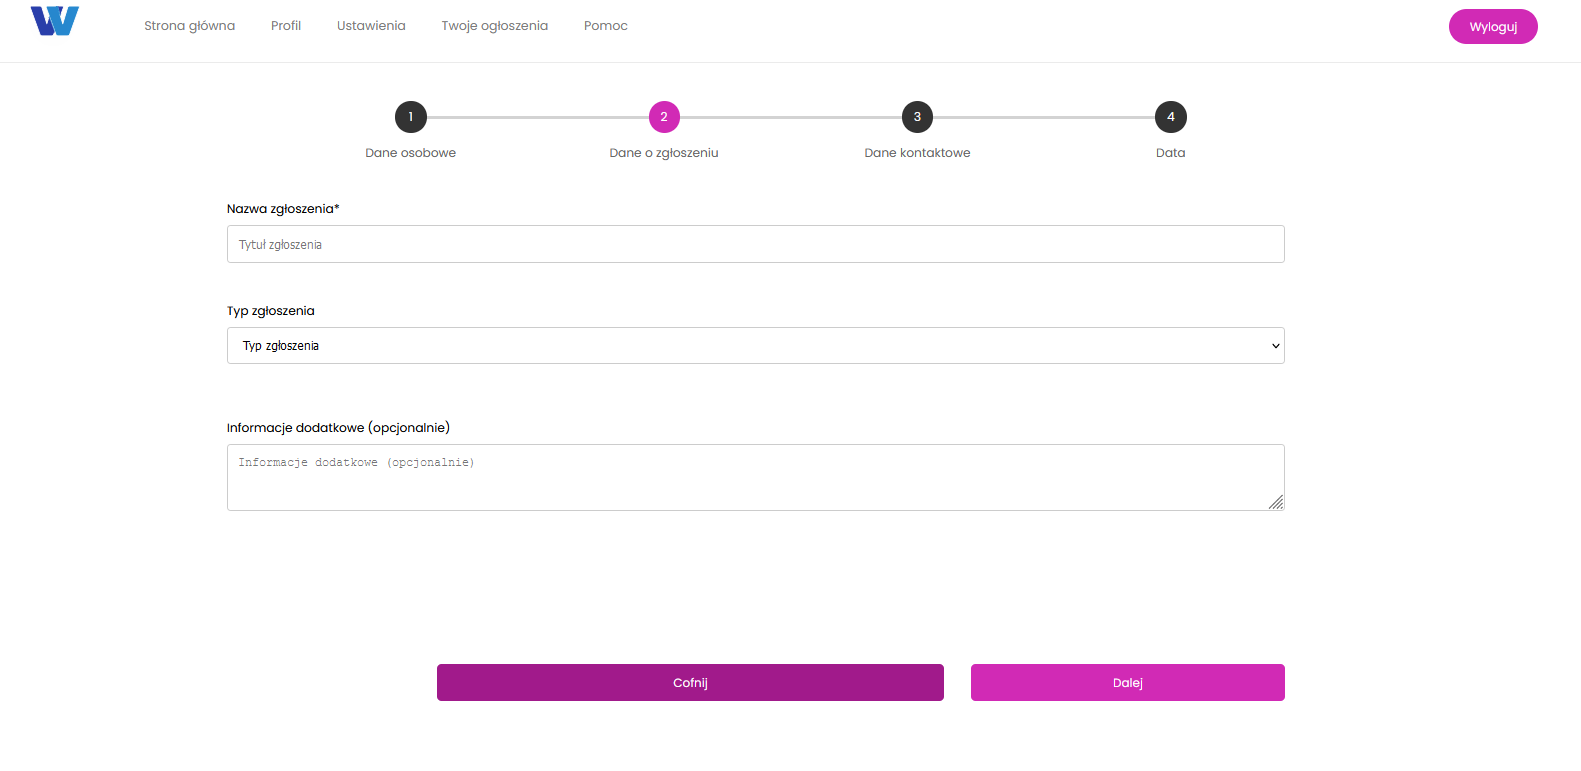 W
Strona główna Profil Ustawienia Twoje ogłoszenia Pomoc Wyloguj
1 2 3 4
Dane osobowe Dane o zgłoszeniu Dane kontaktowe Data
Nazwa zgłoszenia*
Tytuł zgłoszenia
Typ zgłoszenia
Typ zgłoszenia
Informacje dodatkowe (opcjonalnie)
Informacje dodatkowe (opcjonalnie)
Cofnij Dalej